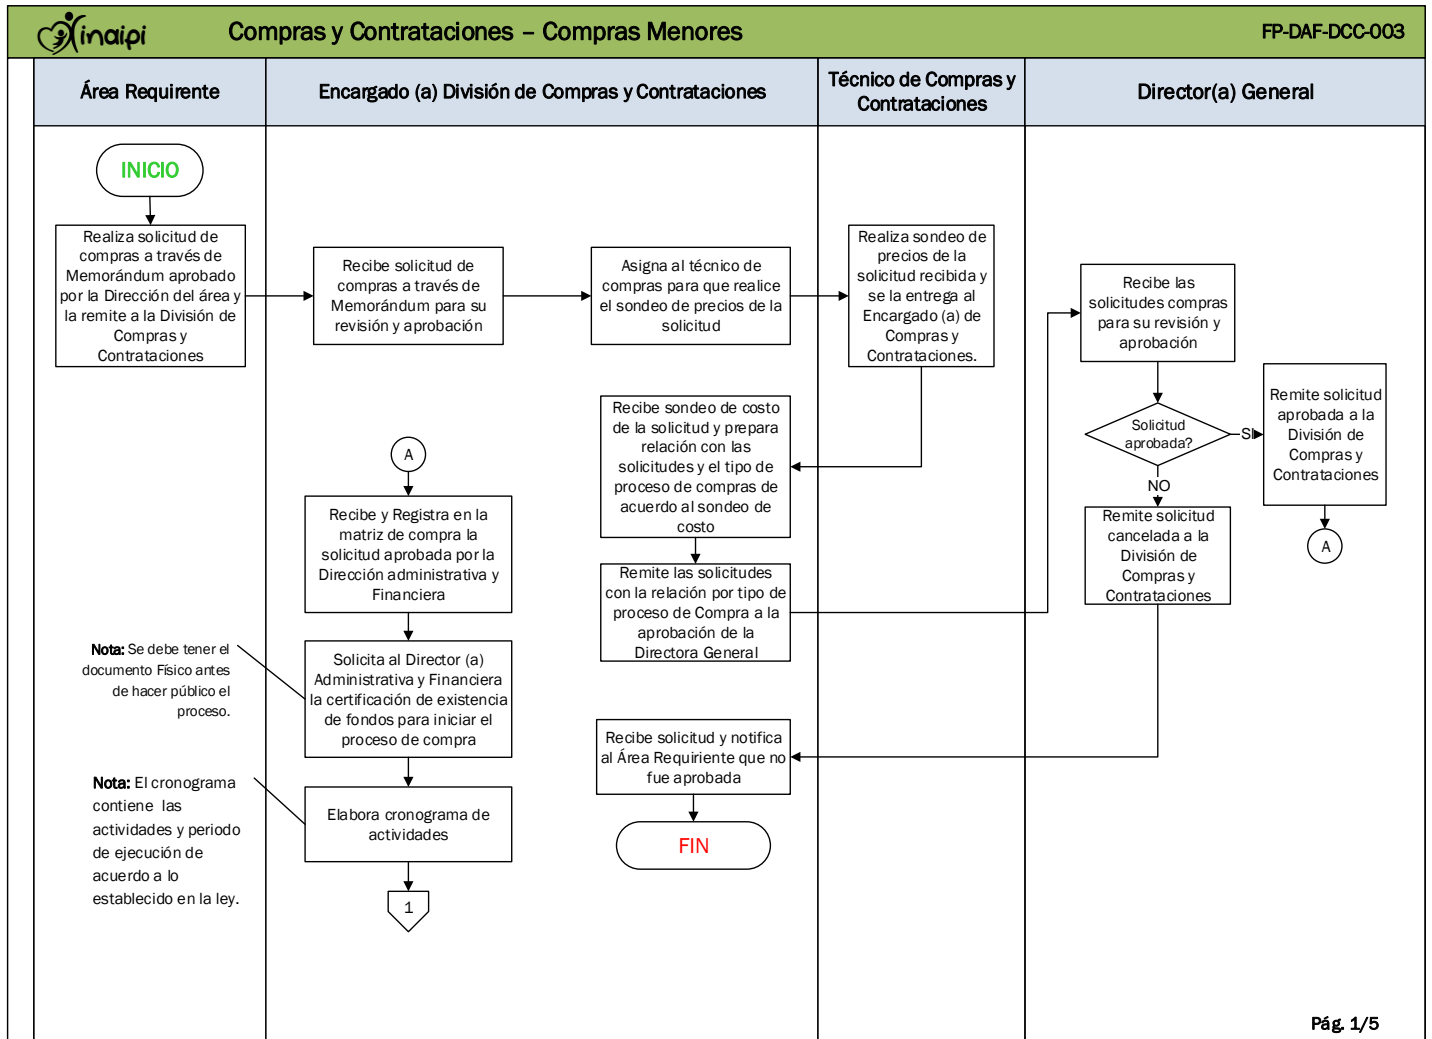 inaipi
Compras y Contrataciones – Compras Menores
FP-DAF-DCC-003
Área Requirente
Encargado (a) División de Compras y Contrataciones
Técnico de Compras y
Contrataciones
Director(a) General
INICIO
Realiza solicitud de
compras a través de
Memorándum aprobado
por la Dirección del área y
la remite a la División de
Compras y
Contrataciones
Recibe solicitud de
compras a través de
Memorándum para su
revisión y aprobación
Asigna al técnico de
compras para que realice
el sondeo de precios de la
solicitud
Realiza sondeo de
precios de la
solicitud recibida y
se la entrega al
Encargado (a) de
Compras y
Contrataciones.
Recibe sondeo de costo
de la solicitud y prepara
relación con las
solicitudes y el tipo de
proceso de compras de
acuerdo al sondeo de
costo
Remite las solicitudes
con la relación por tipo de
proceso de Compra a la
aprobación de la
Directora General
Recibe las
solicitudes compras
para su revisión y
aprobación
Solicitud
aprobada?
SI
NO
Remite solicitud
aprobada a la
División de
Compras y
Contrataciones
A
Remite solicitud
cancelada a la
División de
Compras y
Contrataciones
Recibe solicitud y notifica
al Área Requiriente que no
fue aprobada
FIN
A
Recibe y Registra en la
matriz de compra la
solicitud aprobada por la
Dirección administrativa y
Financiera
Solicita al Director (a)
Administrativa y Financiera
la certificación de existencia
de fondos para iniciar el
proceso de compra
Nota: Se debe tener el
documento Físico antes
de hacer público el
proceso.
Elabora cronograma de
actividades
Nota: El cronograma
contiene las
actividades y periodo
de ejecución de
acuerdo a lo
establecido en la ley.
1
Pág. 1/5